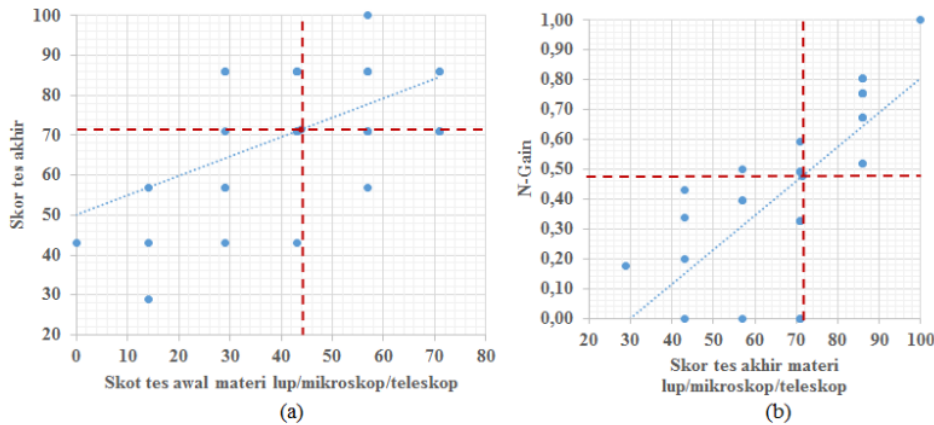 100
90
80
70
60
50
40
30
20
0 10 20 30 40 50 60 70 80
Skor tes akhir
Skot tes awal materi lup/mikroskop/teleskop
(a)
1,00
0,90
0,80
0,70
0,60
0,50
0,40
0,30
0,20
0,10
0,00
20 30 40 50 60 70 80 90 100
N-Gain
Skor tes akhir materi
lup/mikroskop/teleskop
(b)